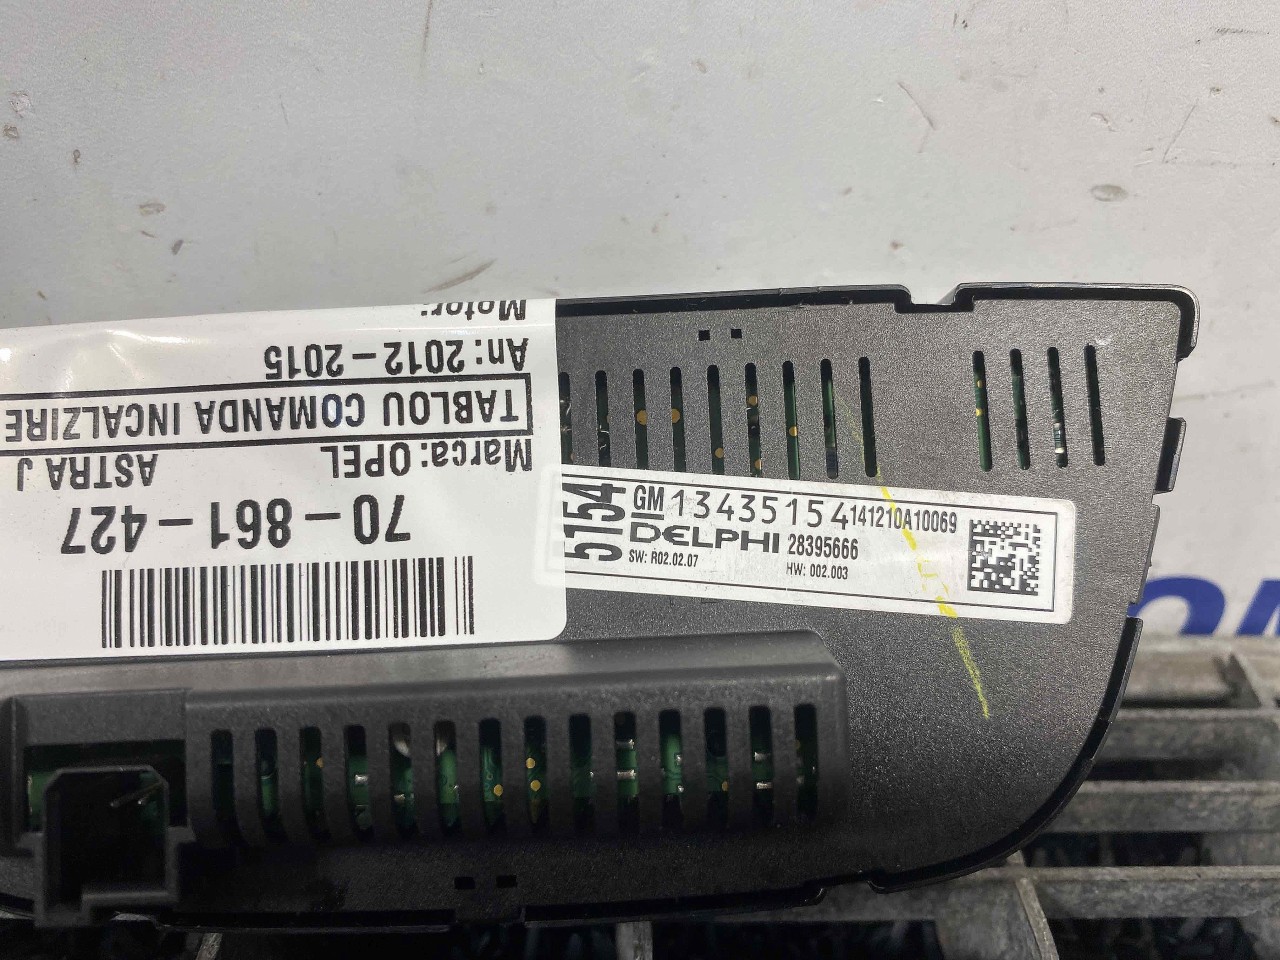 70-861-427
Marca: OPEL ASTRA J
TABLOU COMANDA INCALZIRE
An: 2012-2015
Motor:
5154
GM 13435154 141210A10069
DELPHI 28395666
SW: R02.02.07 HW: 002.003